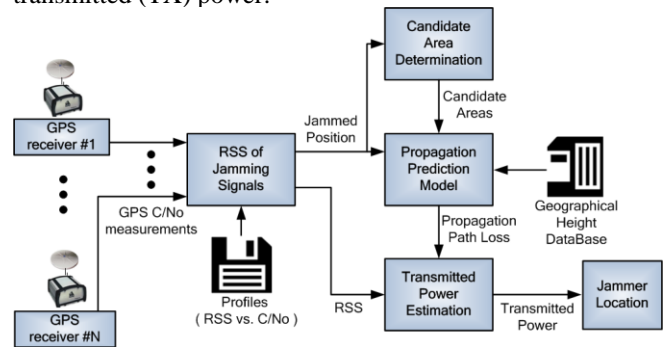 transmitted (TX) power.
Candidate
Area
Determination
Jammed
Position
Candidate
Areas
GPS
receiver #1
RSS of
Jamming
Signals
Propagation
Prediction
Model
GPS C/No
measurements
Geographical
Height
DataBase
Propagation
Path Loss
Profiles
( RSS vs. C/No )
RSS
Transmitted
Power
Estimation
Transmitted
Power
Jammer
Location
GPS
receiver #N